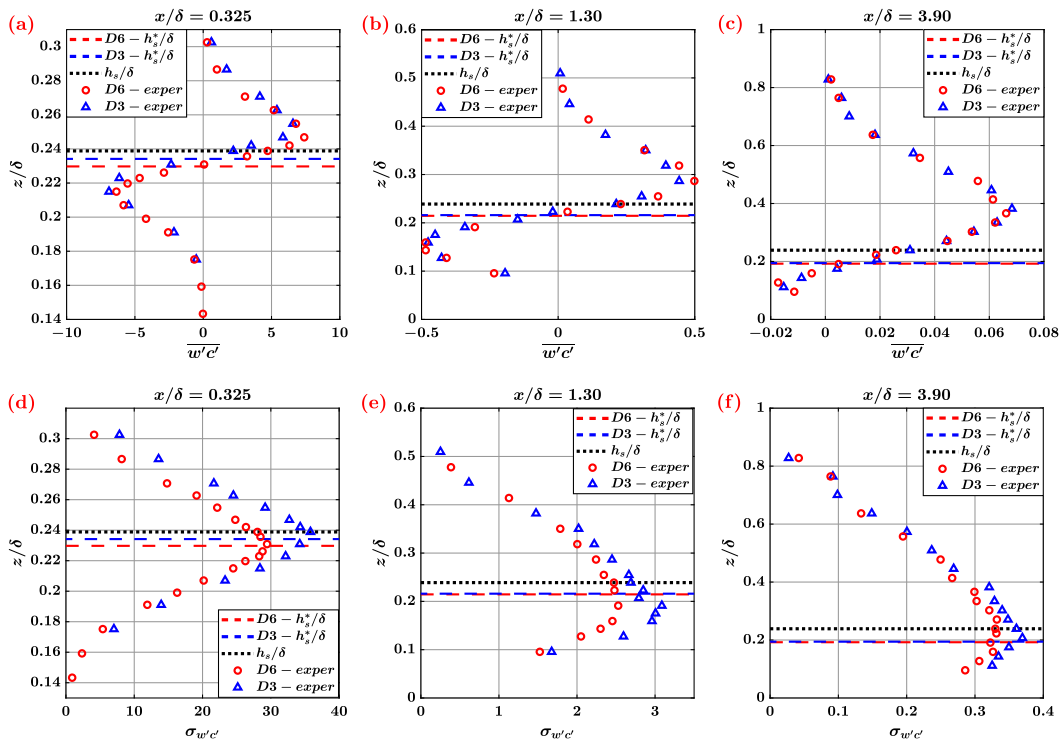 (a)
x/δ = 0.325
0.3
0.28
0.26
0.24
0.22
0.2
0.18
0.16
0.14
z/δ
D6 − h*s/δ
D3 − h*s/δ
hs/δ
D6 − exper
D3 − exper
−10 −5 0 5 10
w′c′
(b)
x/δ = 1.30
0.6
0.5
0.4
0.3
0.2
0.1
0
z/δ
D6 − h*s/δ
D3 − h*s/δ
hs/δ
D6 − exper
D3 − exper
−0.5 0 0.5
w′c′
(c)
x/δ = 3.90
1
0.8
0.6
0.4
0.2
0
z/δ
D6 − h*s/δ
D3 − h*s/δ
hs/δ
D6 − exper
D3 − exper
−0.02 0 0.02 0.04 0.06 0.08
w′c′
(d)
x/δ = 0.325
0.3
0.28
0.26
0.24
0.22
0.2
0.18
0.16
0.14
z/δ
D6 − h*s/δ
D3 − h*s/δ
hs/δ
D6 − exper
D3 − exper
0 10 20 30 40
σw′c′
(e)
x/δ = 1.30
0.6
0.5
0.4
0.3
0.2
0.1
0
z/δ
D6 − h*s/δ
D3 − h*s/δ
hs/δ
D6 − exper
D3 − exper
0 1 2 3
σw′c′
(f)
x/δ = 3.90
1
0.8
0.6
0.4
0.2
0
z/δ
D6 − h*s/δ
D3 − h*s/δ
hs/δ
D6 − exper
D3 − exper
0 0.1 0.2 0.3 0.4
σw′c′